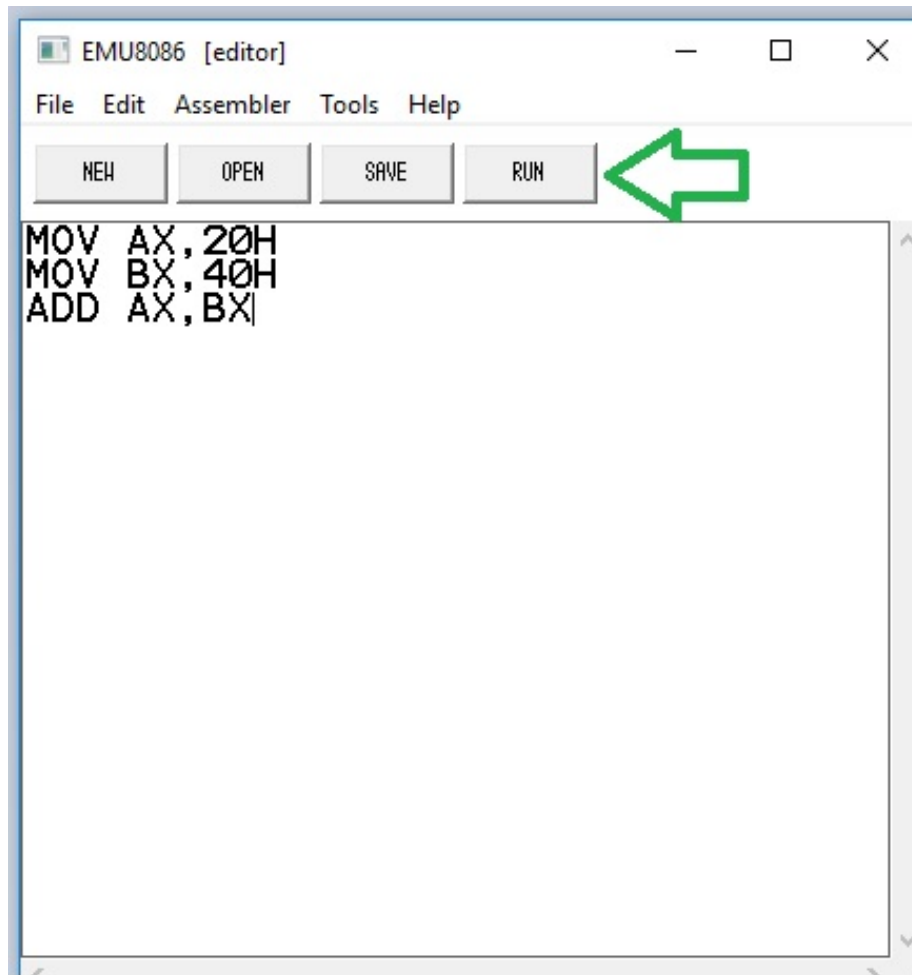 EMU8086 [editor]
File Edit Assembler Tools Help
NEW OPEN SAVE RUN
MOV AX,20H
MOV BX,40H
ADD AX,BX